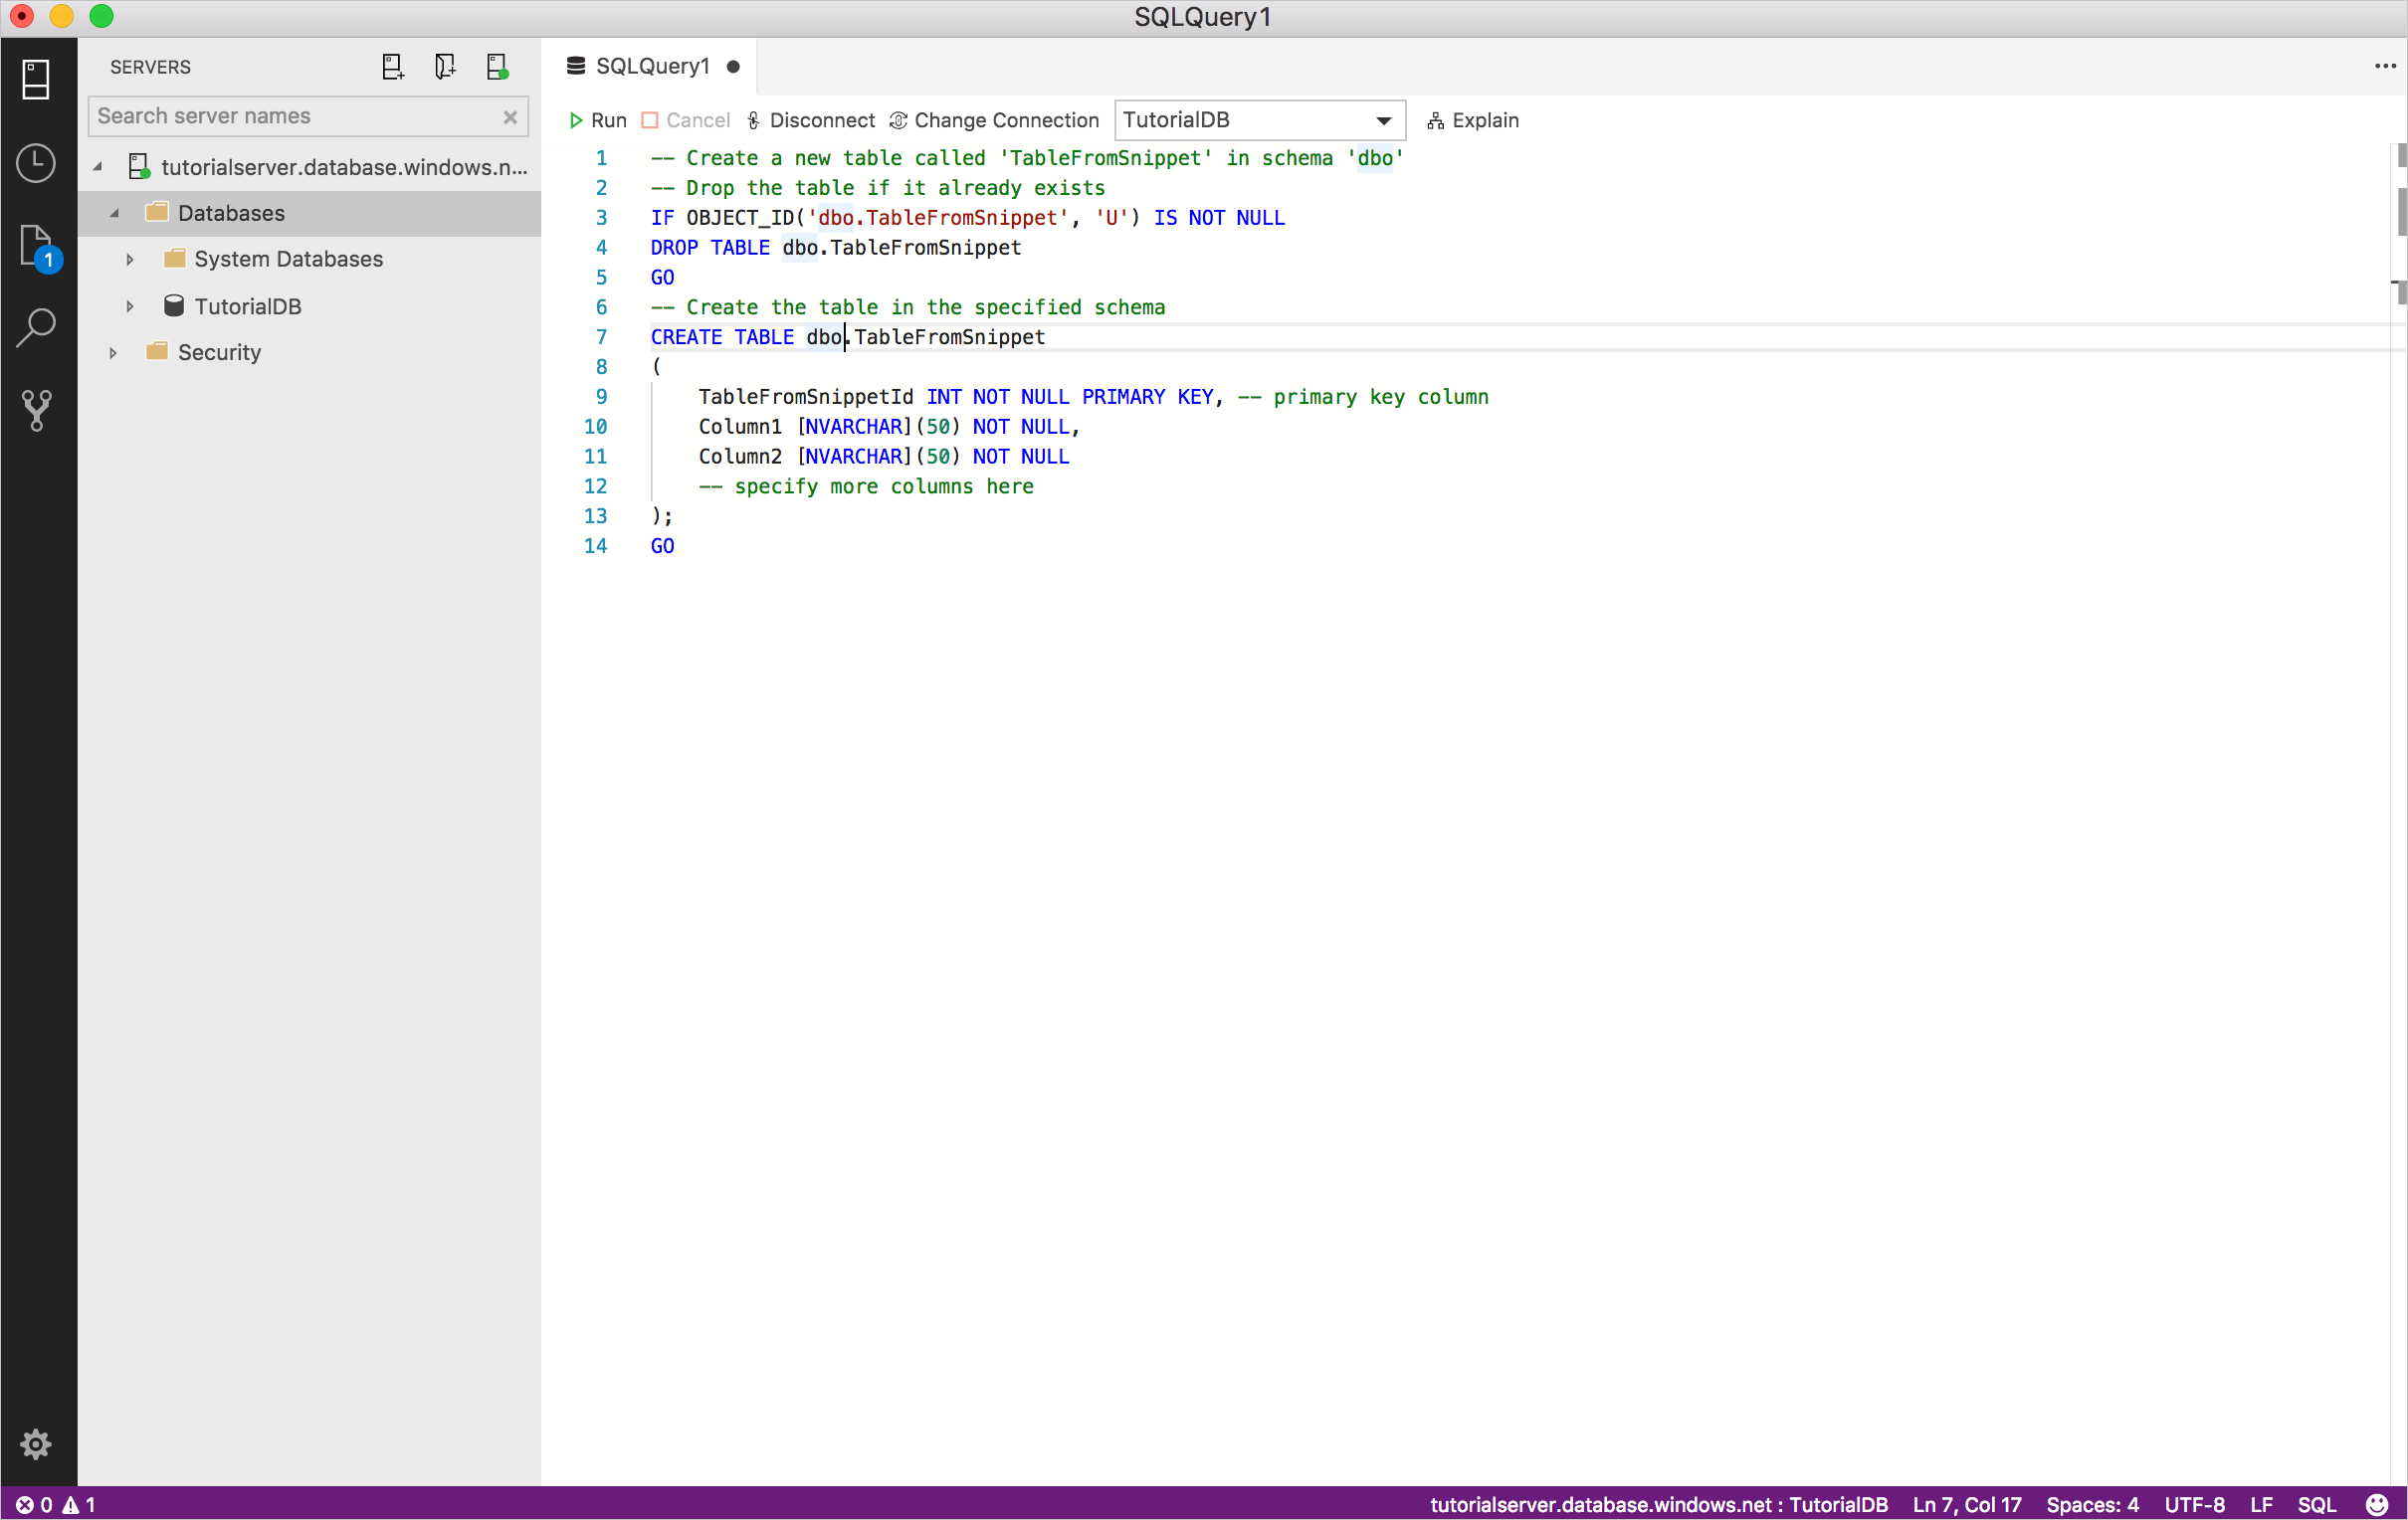 SQLQuery1
SERVERS
Search server names
tutorialserver.database.windows.n...
Databases
System Databases
TutorialDB
Security
SQLQuery1
Run Cancel Disconnect Change Connection TutorialDB Explain
1 -- Create a new table called 'TableFromSnippet' in schema 'dbo'
2 -- Drop the table if it already exists
3 IF OBJECT_ID('dbo.TableFromSnippet', 'U') IS NOT NULL
4 DROP TABLE dbo.TableFromSnippet
5 GO
6 -- Create the table in the specified schema
7 CREATE TABLE dbo.TableFromSnippet
8 (
9 TableFromSnippetId INT NOT NULL PRIMARY KEY, -- primary key column
10 Column1 [NVARCHAR](50) NOT NULL,
11 Column2 [NVARCHAR](50) NOT NULL
12 -- specify more columns here
13 );
14 GO
1
0 1 tutorialserver.database.windows.net : TutorialDB Ln 7, Col 17 Spaces: 4 UTF-8 LF SQL